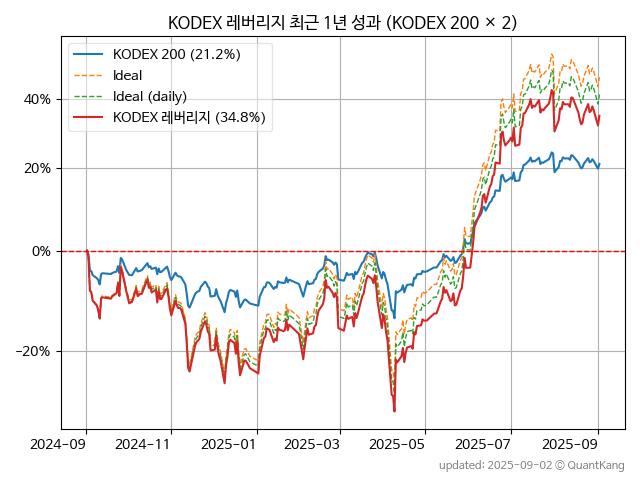 KODEX 레버리지 최근 1년 성과 (KODEX 200 × 2)
KODEX 200 (21.2%)
Ideal
Ideal (daily)
KODEX 레버리지 (34.8%)
40%
20%
0%
−20%
2024-09
2024-11
2025-01
2025-03
2025-05
2025-07
2025-09
updated: 2025-09-02 © QuantKang